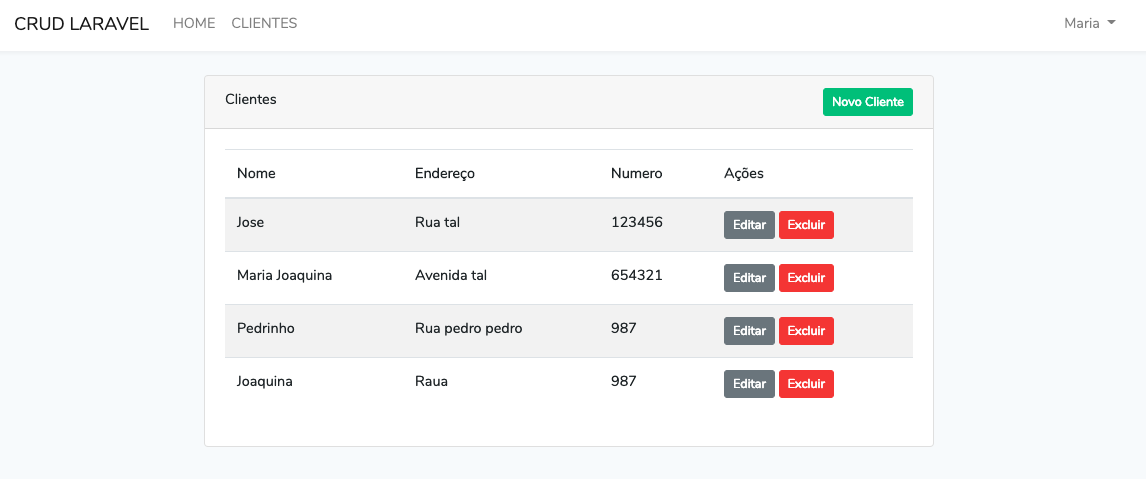 CRUD LARAVEL HOME CLIENTES Maria
Clientes Novo Cliente
Nome Endereço Numero Ações
Jose Rua tal 123456 Editar Excluir
Maria Joaquina Avenida tal 654321 Editar Excluir
Pedrinho Rua pedro pedro 987 Editar Excluir
Joaquina Raua 987 Editar Excluir